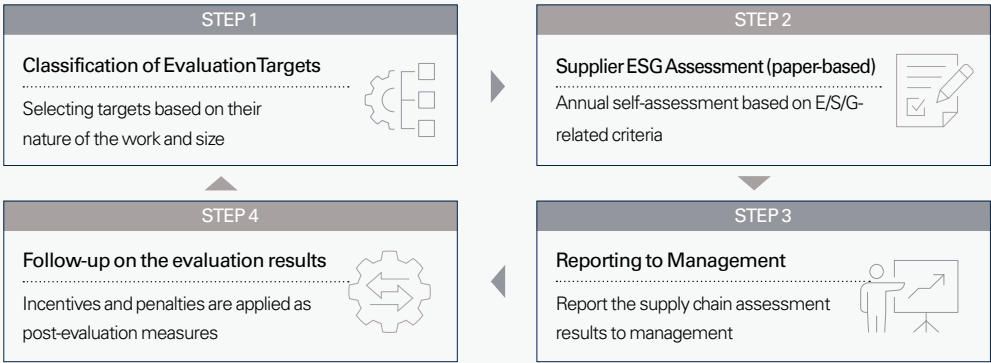 STEP 1
Classification of Evaluation Targets
Selecting targets based on their
nature of the work and size
STEP 2
Supplier ESG Assessment (paper-based)
Annual self-assessment based on E/S/G-
related criteria
STEP 3
Reporting to Management
Report the supply chain assessment
results to management
STEP 4
Follow-up on the evaluation results
Incentives and penalties are applied as
post-evaluation measures